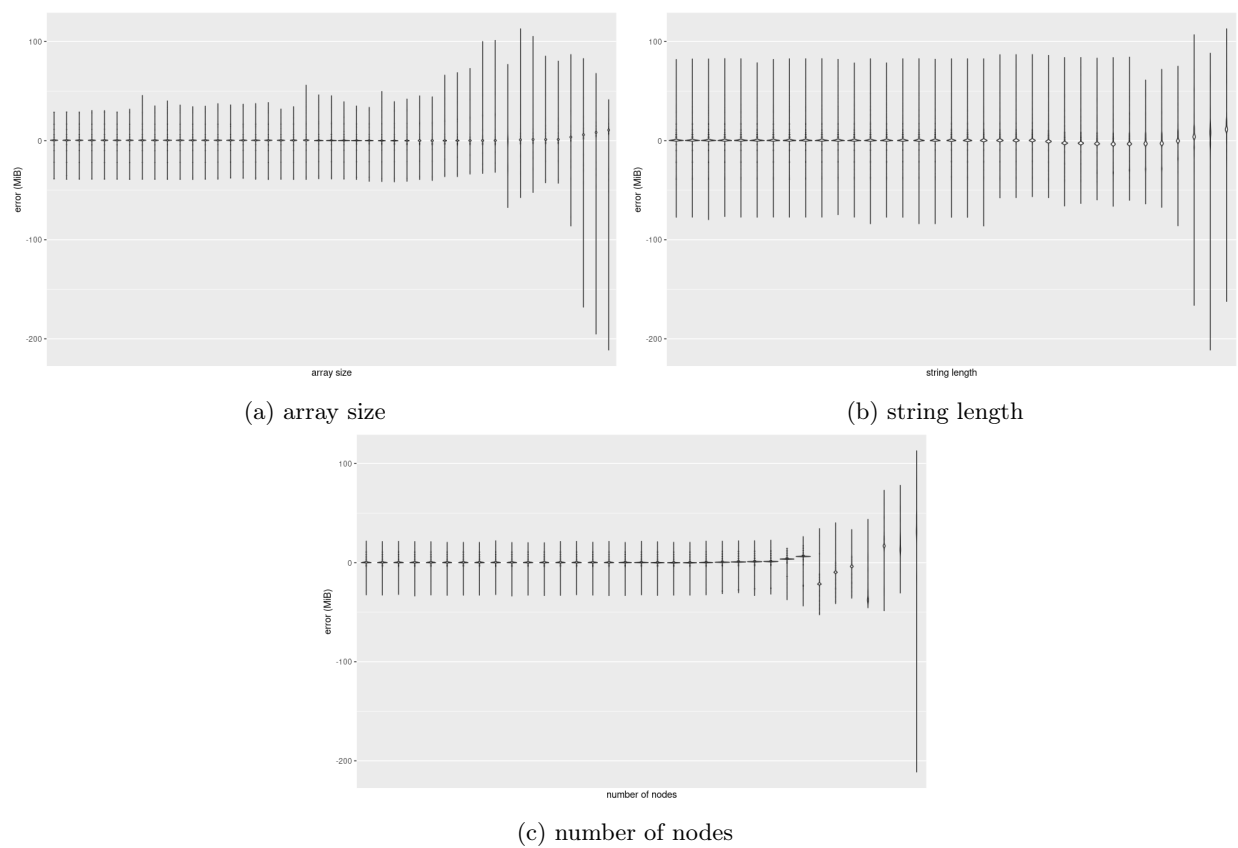 100
0
-100
-200
error (MiB)
array size
(a) array size
100
0
-100
-200
error (MiB)
string length
(b) string length
100
0
-100
-200
error (MiB)
number of nodes
(c) number of nodes